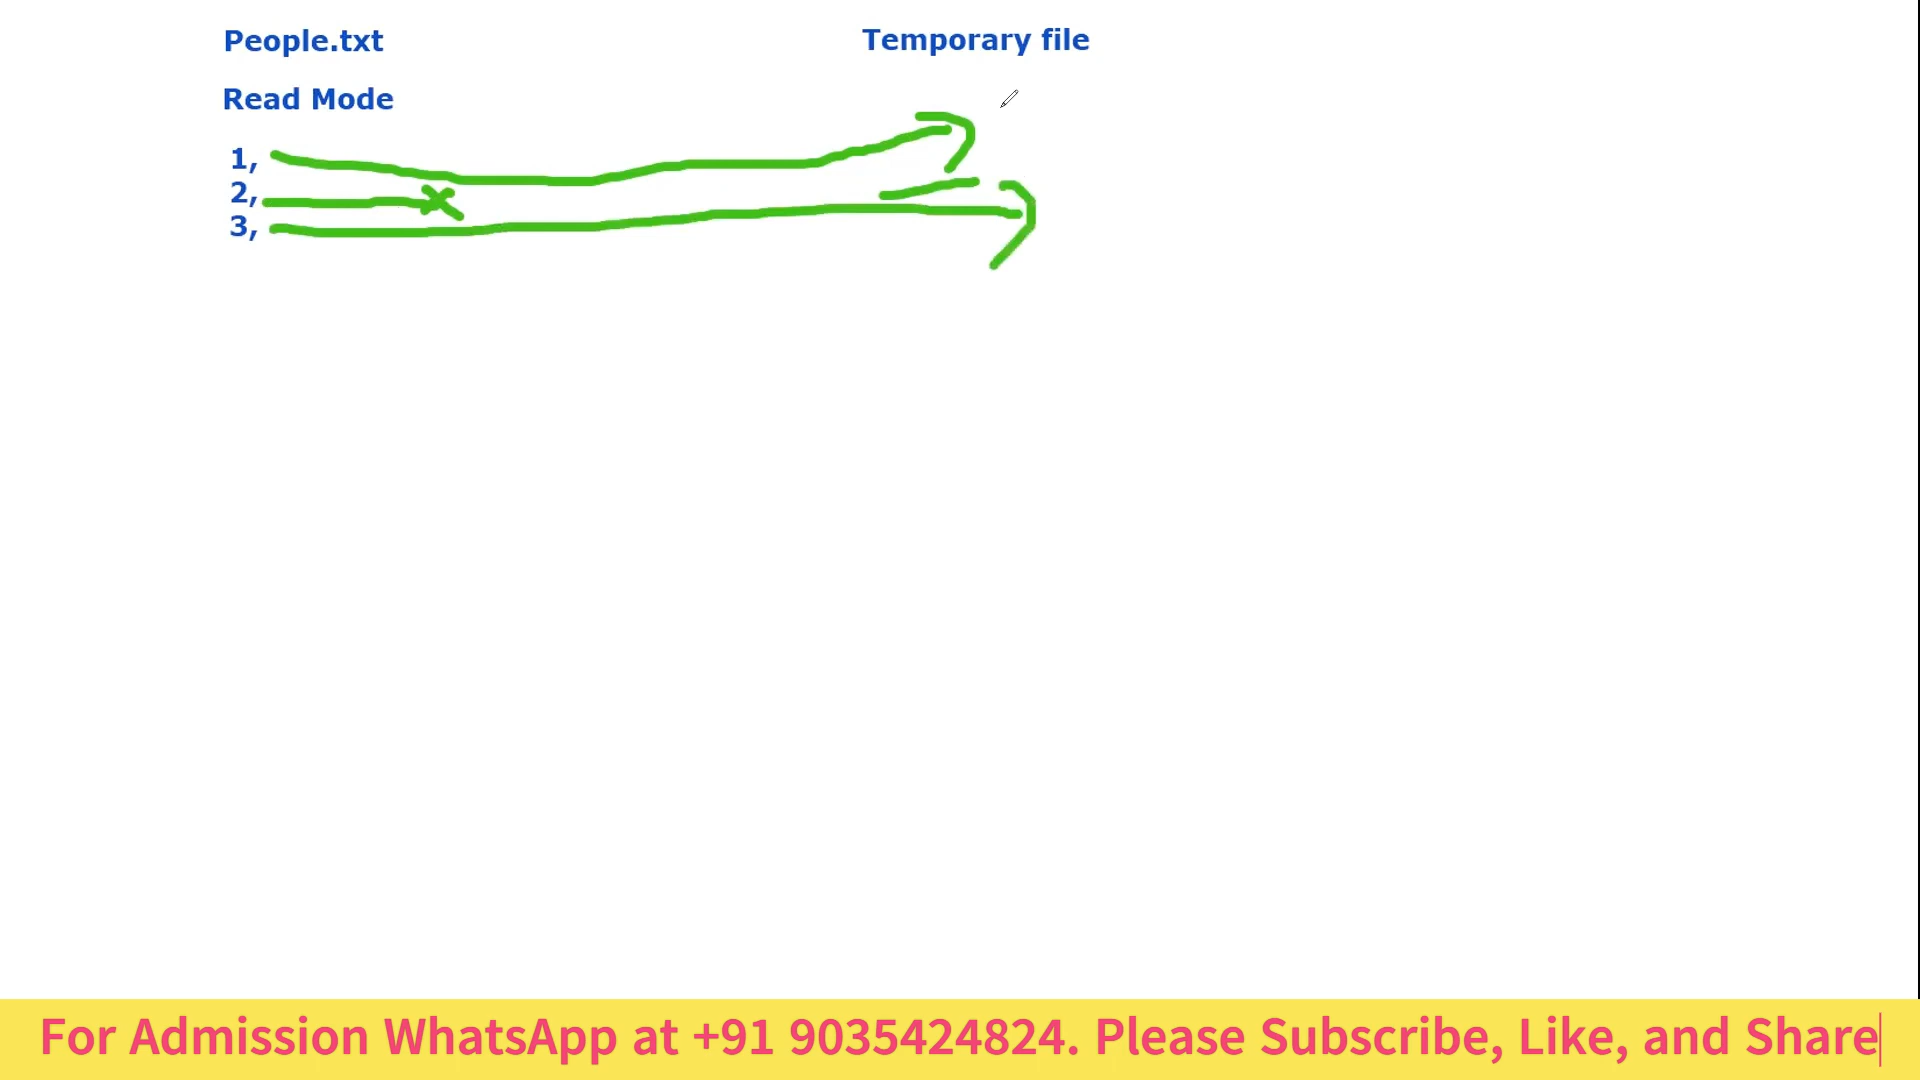 People.txt
Temporary file
Read Mode
1,
2,
3,
For Admission WhatsApp at +91 9035424824. Please Subscribe, Like, and Share